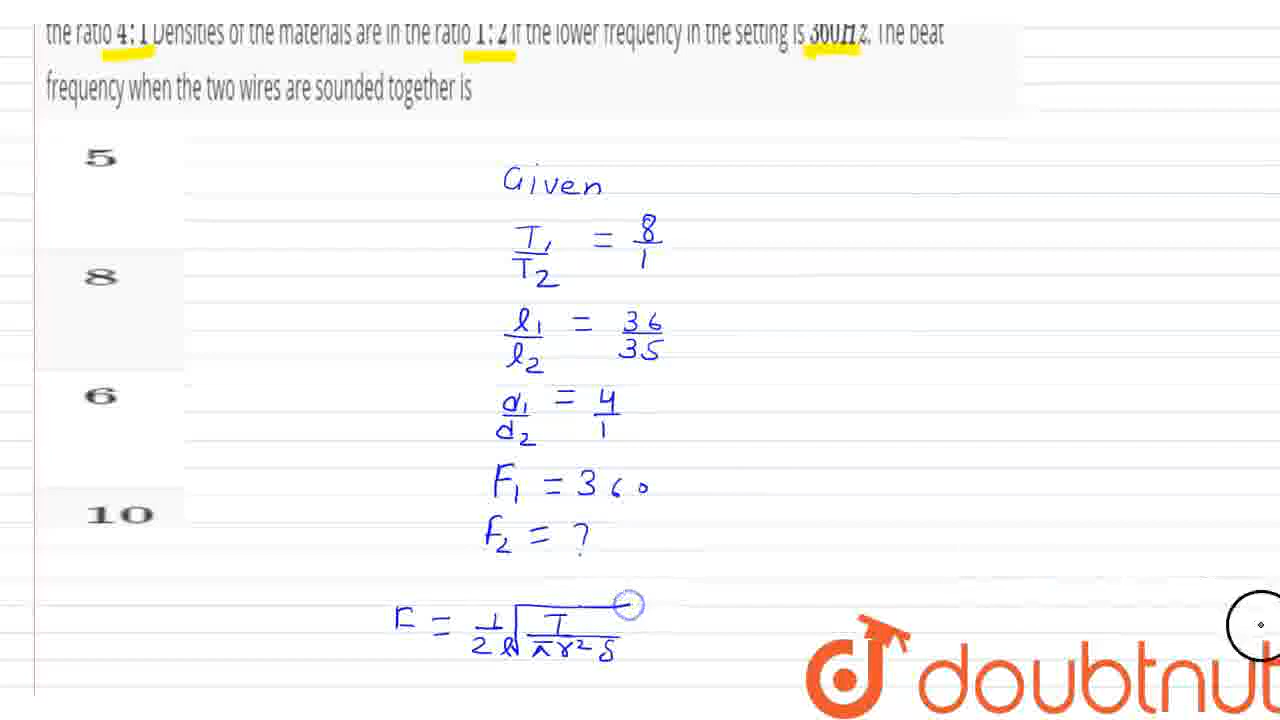 the ratio 4 : 1 Densities of the materials are in the ratio 1 : 2 If the lower frequency in the setting is 360Hz. The beat
frequency when the two wires are sounded together is
5
8
6
10
Given
T₁/T₂ = 8/1
l₁/l₂ = 36/35
d₁/d₂ = 4/1
F₁ = 360
F₂ = ?
F = 1/2l √T/πr²δ
doubtnut